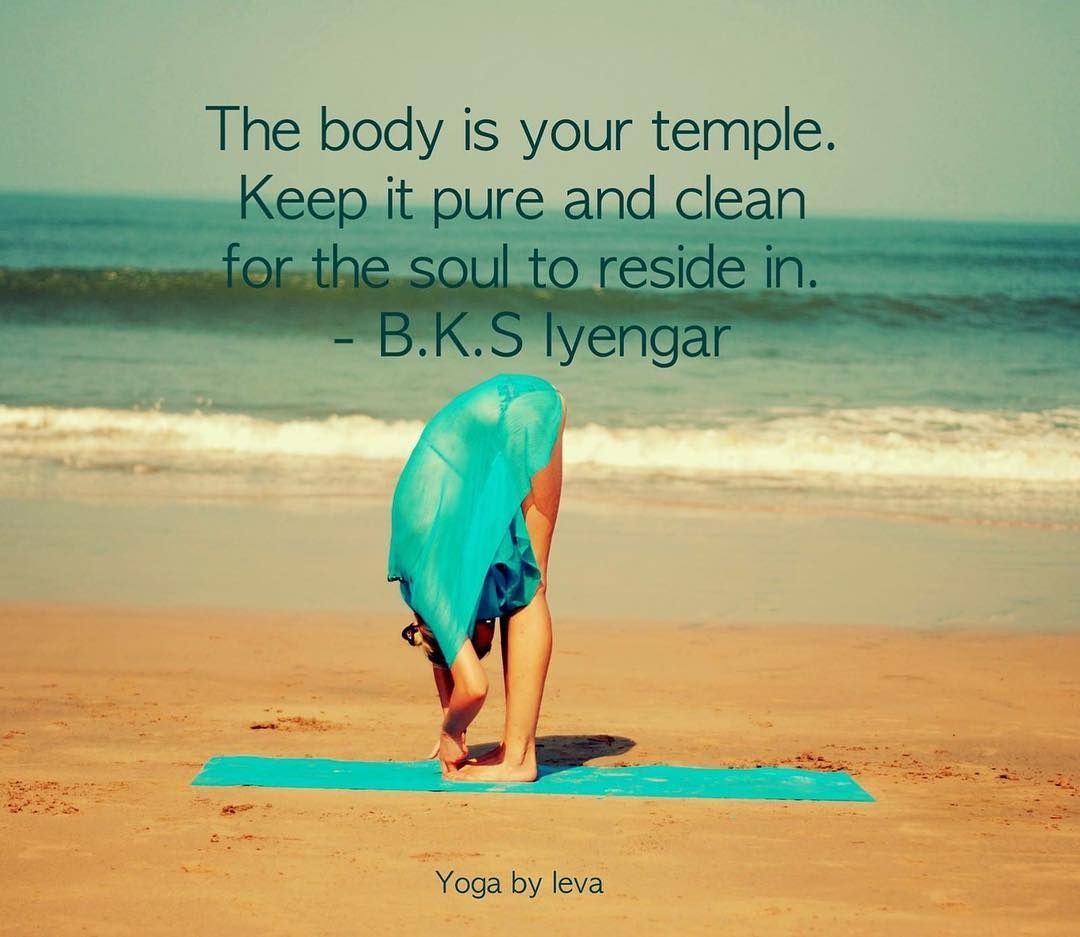 The body is your temple.
Keep it pure and clean
for the soul to reside in.
- B.K.S Iyengar
Yoga by Ieva